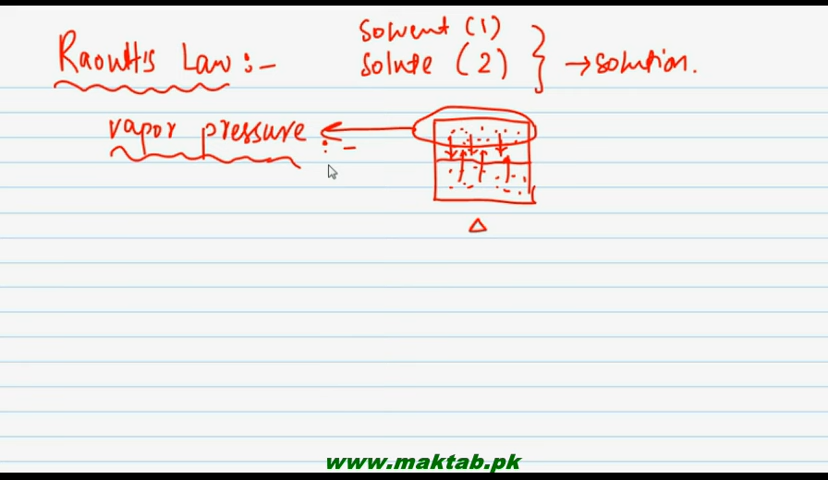 Raoult's Law :-
solvent (1)
solute (2) } → solution.
vapor pressure :-
Δ
www.maktab.pk